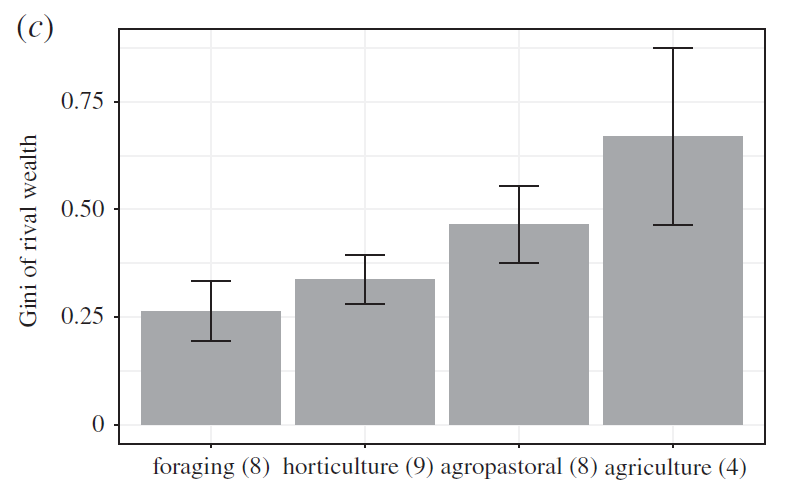 (c)
Gini of rival wealth
0.75
0.50
0.25
0
foraging (8) horticulture (9) agropastoral (8) agriculture (4)